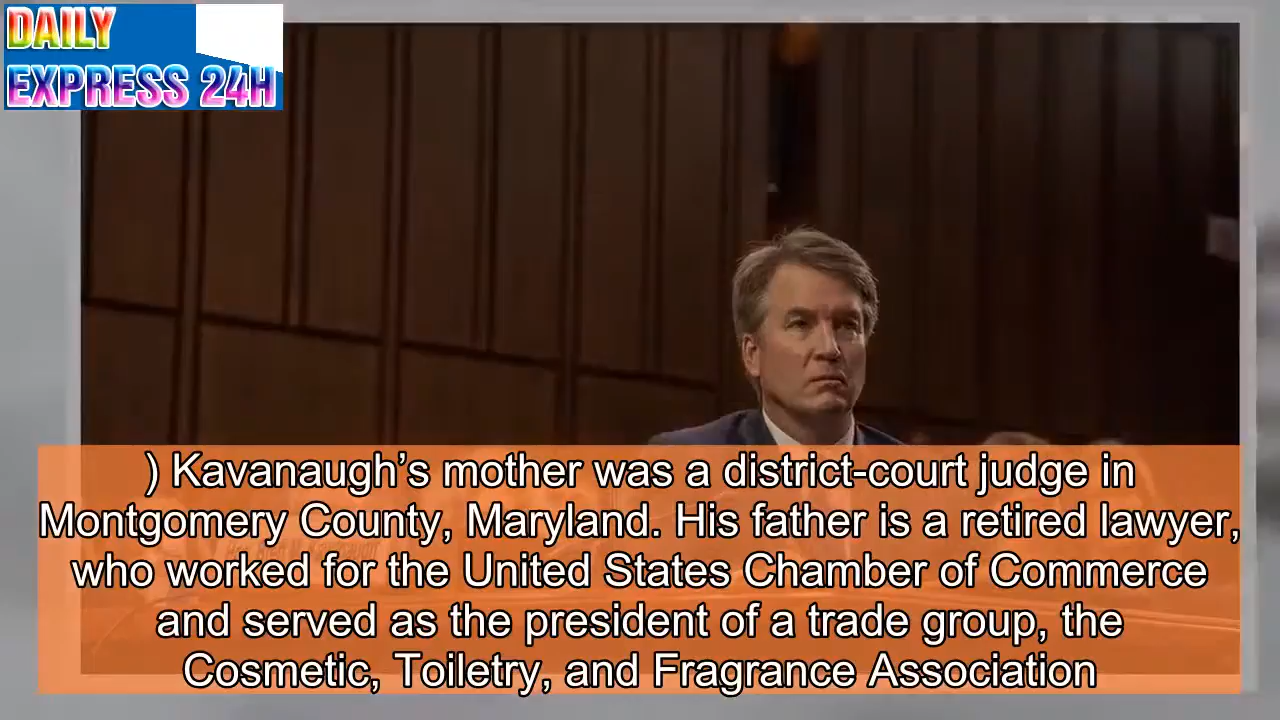 DAILY
EXPRESS 24H
) Kavanaugh’s mother was a district-court judge in
Montgomery County, Maryland. His father is a retired lawyer,
who worked for the United States Chamber of Commerce
and served as the president of a trade group, the
Cosmetic, Toiletry, and Fragrance Association